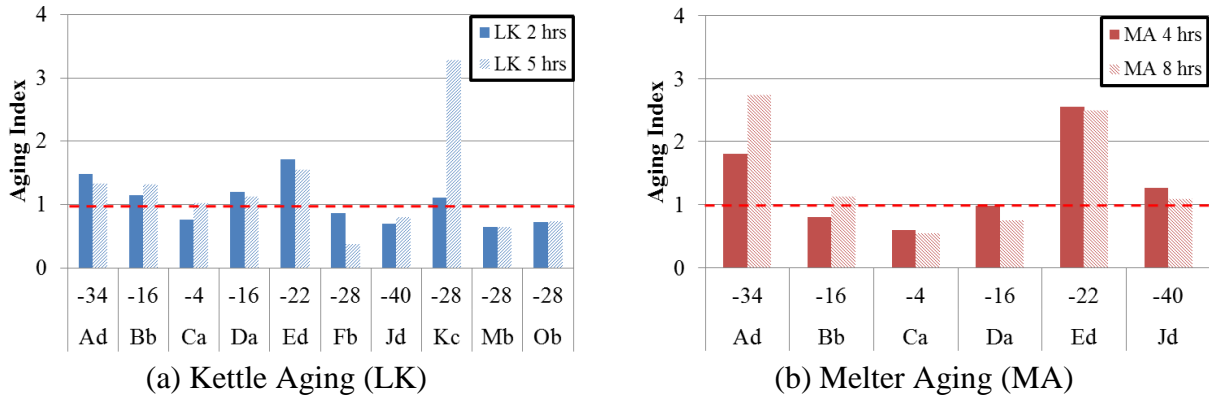 4
3
2
1
0
Aging Index
LK 2 hrs
LK 5 hrs
-34 -16 -4 -16 -22 -28 -40 -28 -28 -28
Ad Bb Ca Da Ed Fb Jd Kc Mb Ob
(a) Kettle Aging (LK)
4
3
2
1
0
Aging Index
MA 4 hrs
MA 8 hrs
-34 -16 -4 -16 -22 -40
Ad Bb Ca Da Ed Jd
(b) Melter Aging (MA)